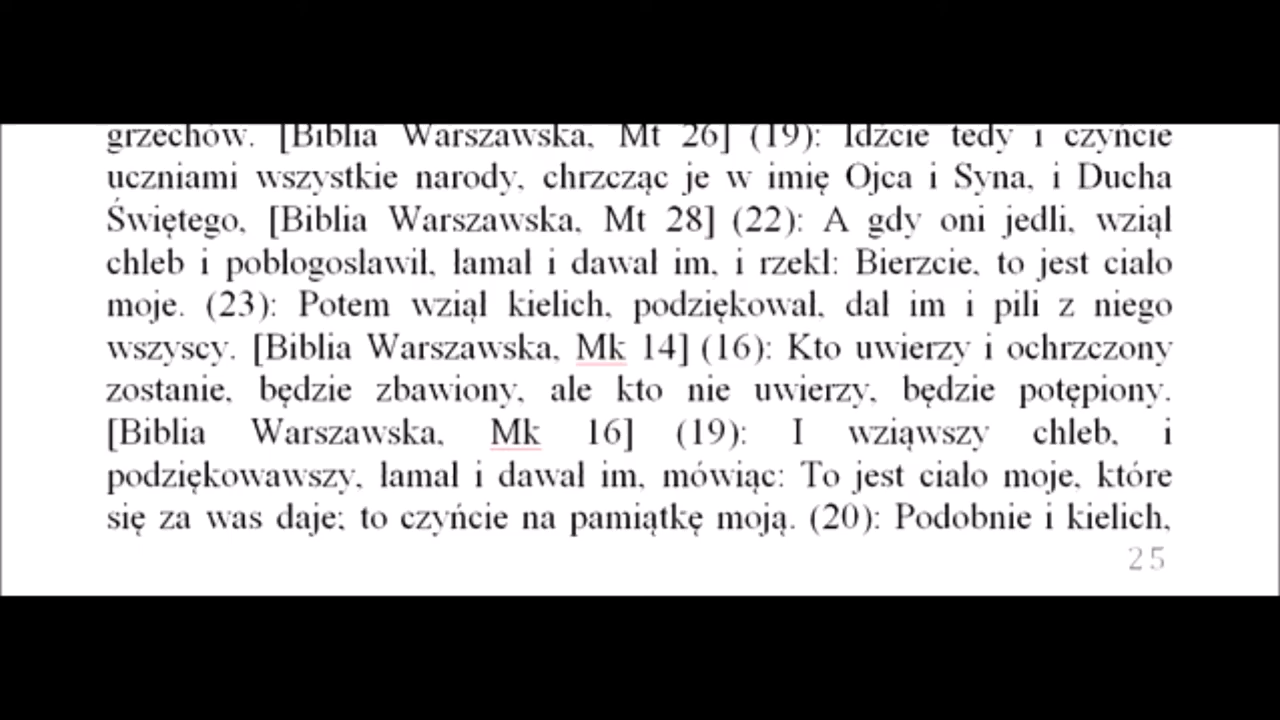 grzechów. [Biblia Warszawska, Mt 26] (19): Idźcie tedy i czyńcie
uczniami wszystkie narody, chrzcząc je w imię Ojca i Syna, i Ducha
Świętego, [Biblia Warszawska, Mt 28] (22): A gdy oni jedli, wziął
chleb i pobłogosławił, łamał i dawał im, i rzekł: Bierzcie, to jest ciało
moje. (23): Potem wziął kielich, podziękował, dał im i pili z niego
wszyscy. [Biblia Warszawska, Mk 14] (16): Kto uwierzy i ochrzczony
zostanie, będzie zbawiony, ale kto nie uwierzy, będzie potępiony.
[Biblia Warszawska, Mk 16] (19): I wziąwszy chleb, i
podziękowawszy, łamał i dawał im, mówiąc: To jest ciało moje, które
się za was daje; to czyńcie na pamiątkę moją. (20): Podobnie i kielich,
25